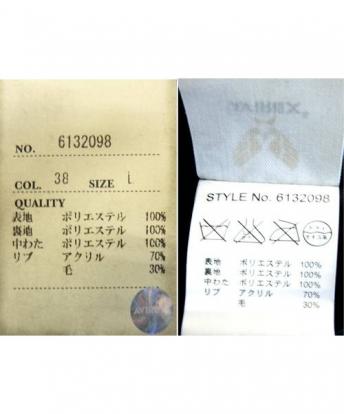 NO. 6132098
COL. 38 SIZE L
QUALITY
表地 ポリエステル 100%
裏地 ポリエステル 100%
中わた ポリエステル 100%
リブ アクリル 70%
毛 30%
AVIREX
STYLE No. 6132098
ドライ
表地 ポリエステル 100%
裏地 ポリエステル 100%
中わた ポリエステル 100%
リブ アクリル 70%
毛 30%